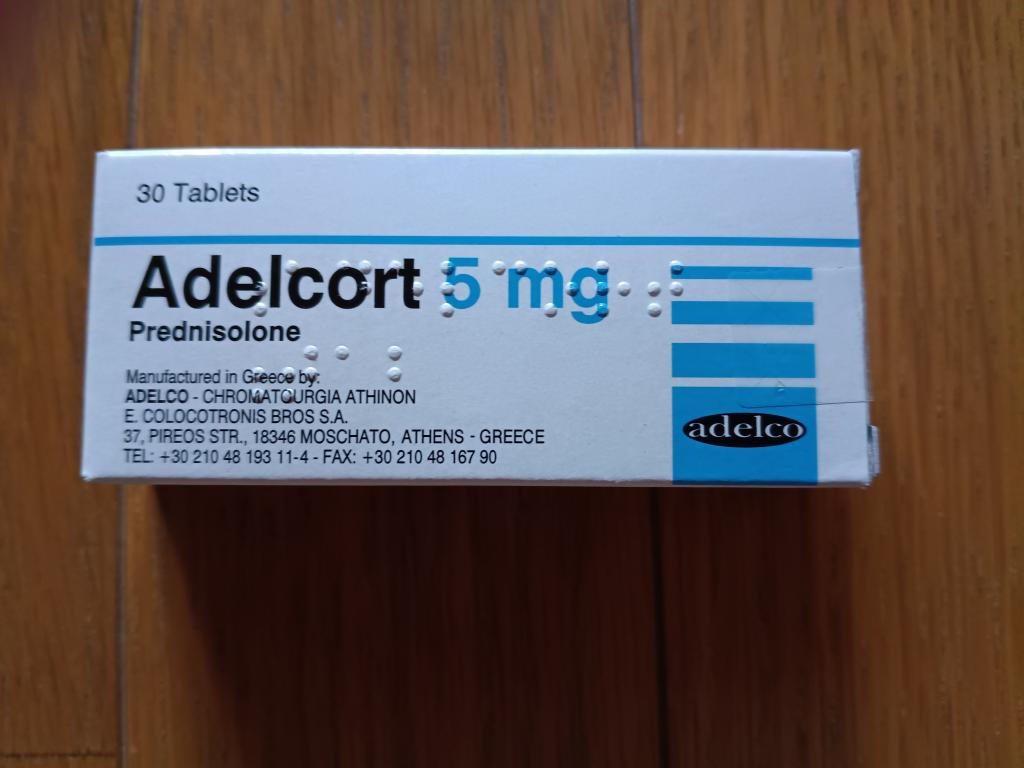 30 Tablets
Adelcort 5 mg
Prednisolone
Manufactured in Greece by:
ADELCO - CHROMATOURGIA ATHINON
E. COLOCOTRONIS BROS S.A.
37, PIREOS STR., 18346 MOSCHATO, ATHENS - GREECE
TEL: +30 210 48 193 11-4 - FAX: +30 210 48 167 90
adelco